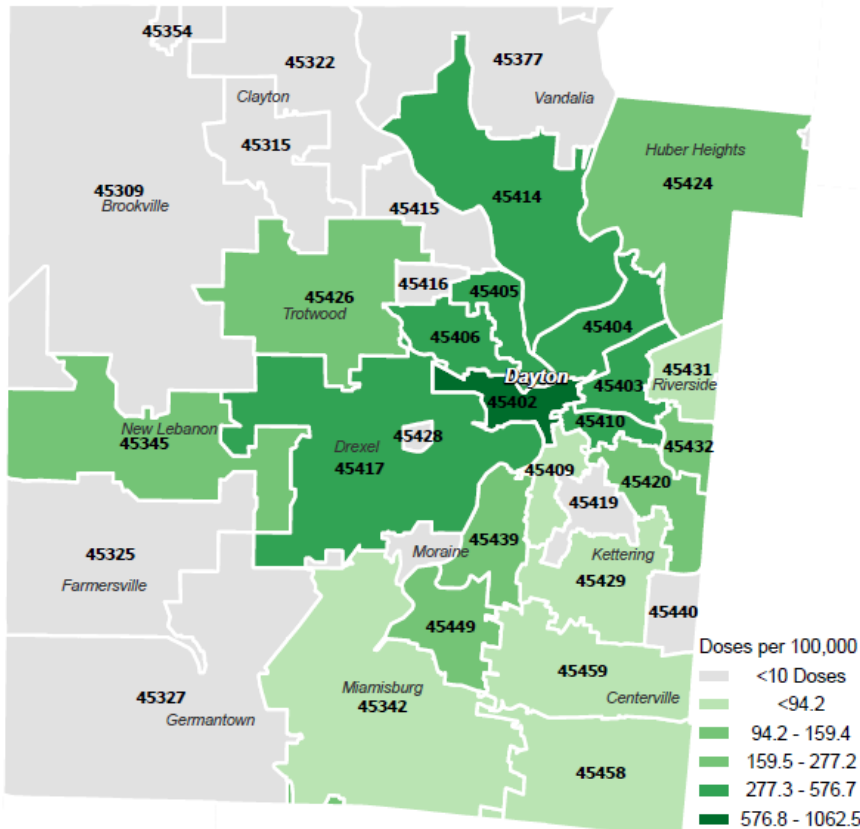 45354
45322
45377
Clayton
Vandalia
45315
Huber Heights
45424
45309
Brookville
45414
45415
45416
45405
45426
Trotwood
45404
45406
45431
Riverside
Dayton
45403
45402
New Lebanon
45345
45410
45428
Drexel
45417
45432
45409
45420
45419
45439
Moraine
Kettering
45325
Farmersville
45429
45440
45449
Doses per 100,000
<10 Doses
<94.2
94.2 - 159.4
159.5 - 277.2
277.3 - 576.7
576.8 - 1062.5
45459
Centerville
Miamisburg
45342
45327
Germantown
45458